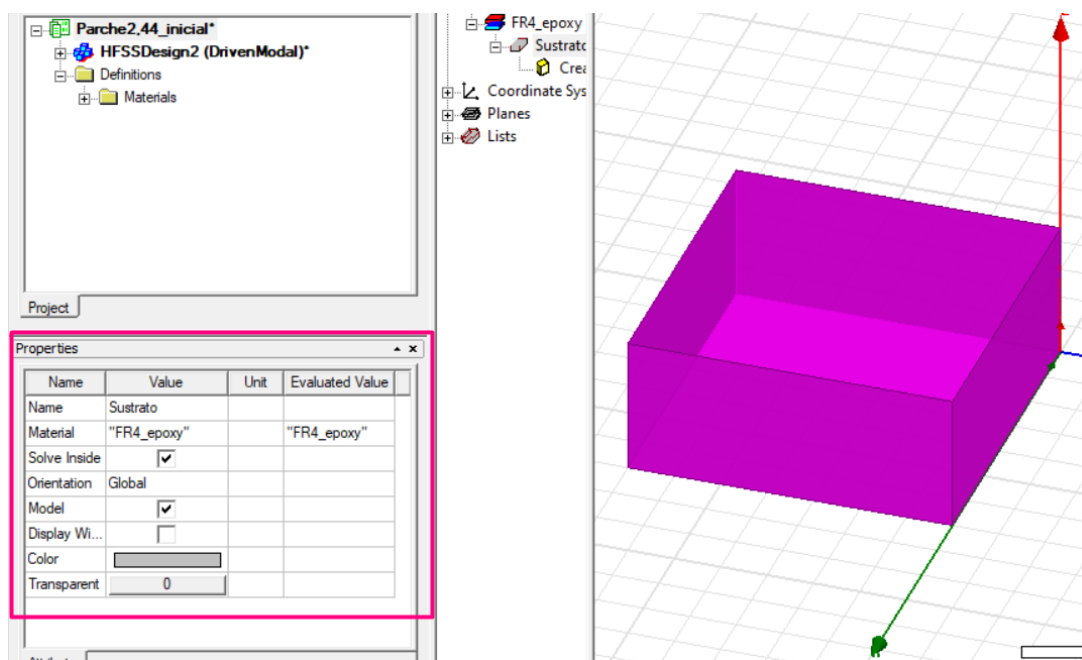 Parche2,44_inicial*
HFSSDesign2 (DrivenModal)*
Definitions
Materials
Project
FR4_epoxy
Sustrato
Crea
Coordinate Sys
Planes
Lists
Properties
Name Value Unit Evaluated Value
Name Sustrato
Material "FR4_epoxy" "FR4_epoxy"
Solve Inside
Orientation Global
Model
Display Wi...
Color
Transparent 0